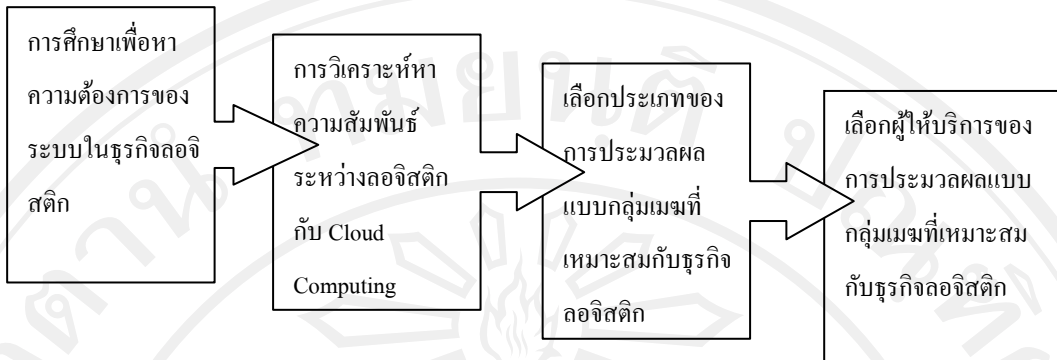 การศึกษาเพื่อหา
ความต้องการของ
ระบบในธุรกิจลอจิ
สติก
การวิเคราะห์หา
ความสัมพันธ์
ระหว่างลอจิสติก
กับ Cloud
Computing
เลือกประเภทของ
การประมวลผล
แบบกลุ่มเมฆที่
เหมาะสมกับธุรกิจ
ลอจิสติก
เลือกผู้ให้บริการของ
การประมวลผลแบบ
กลุ่มเมฆที่เหมาะสม
กับธุรกิจลอจิสติก